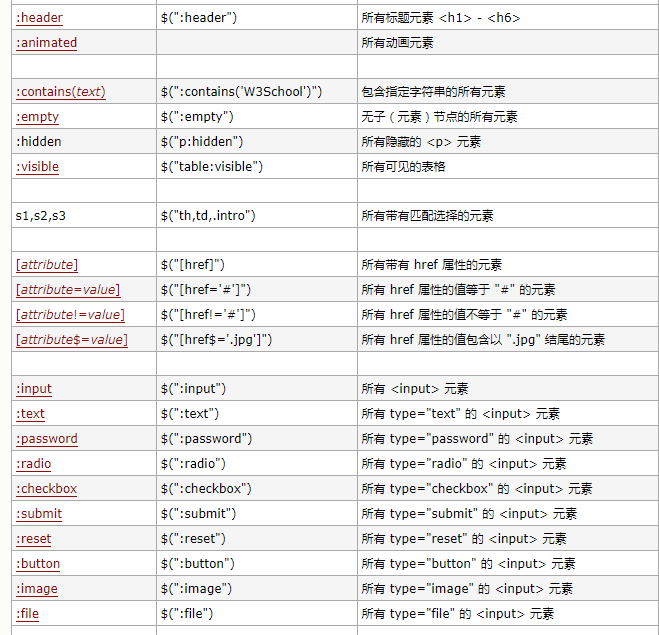 :header $(":header") 所有标题元素 <h1> - <h6>
:animated 所有动画元素
:contains(text) $(":contains('W3School')") 包含指定字符串的所有元素
:empty $(":empty") 无子（元素）节点的所有元素
:hidden $("p:hidden") 所有隐藏的 <p> 元素
:visible $("table:visible") 所有可见的表格
s1,s2,s3 $("th,td,.intro") 所有带有匹配选择的元素
[attribute] $("[href]") 所有带有 href 属性的元素
[attribute=value] $("[href='#']") 所有 href 属性的值等于 "#" 的元素
[attribute!=value] $("[href!='#']") 所有 href 属性的值不等于 "#" 的元素
[attribute$=value] $("[href$='.jpg']") 所有 href 属性的值包含以 ".jpg" 结尾的元素
:input $(":input") 所有 <input> 元素
:text $(":text") 所有 type="text" 的 <input> 元素
:password $(":password") 所有 type="password" 的 <input> 元素
:radio $(":radio") 所有 type="radio" 的 <input> 元素
:checkbox $(":checkbox") 所有 type="checkbox" 的 <input> 元素
:submit $(":submit") 所有 type="submit" 的 <input> 元素
:reset $(":reset") 所有 type="reset" 的 <input> 元素
:button $(":button") 所有 type="button" 的 <input> 元素
:image $(":image") 所有 type="image" 的 <input> 元素
:file $(":file") 所有 type="file" 的 <input> 元素